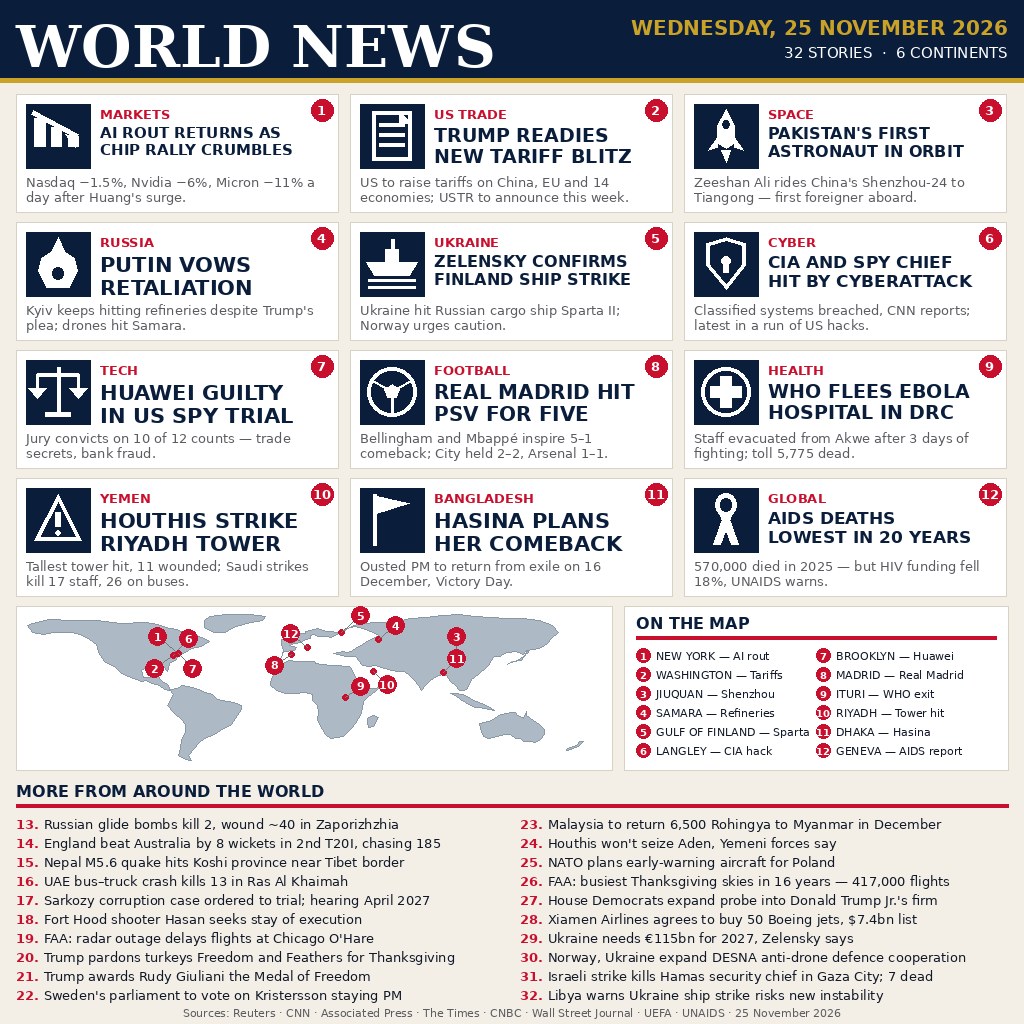 WORLD NEWS
WEDNESDAY, 25 NOVEMBER 2026
32 STORIES · 6 CONTINENTS
1
MARKETS
AI ROUT RETURNS AS
CHIP RALLY CRUMBLES
Nasdaq −1.5%, Nvidia −6%, Micron −11% a
day after Huang's surge.
2
US TRADE
TRUMP READIES
NEW TARIFF BLITZ
US to raise tariffs on China, EU and 14
economies; USTR to announce this week.
3
SPACE
PAKISTAN'S FIRST
ASTRONAUT IN ORBIT
Zeeshan Ali rides China's Shenzhou-24 to
Tiangong — first foreigner aboard.
4
RUSSIA
PUTIN VOWS
RETALIATION
Kyiv keeps hitting refineries despite Trump's
plea; drones hit Samara.
5
UKRAINE
ZELENSKY CONFIRMS
FINLAND SHIP STRIKE
Ukraine hit Russian cargo ship Sparta II;
Norway urges caution.
6
CYBER
CIA AND SPY CHIEF
HIT BY CYBERATTACK
Classified systems breached, CNN reports;
latest in a run of US hacks.
7
TECH
HUAWEI GUILTY
IN US SPY TRIAL
Jury convicts on 10 of 12 counts — trade
secrets, bank fraud.
8
FOOTBALL
REAL MADRID HIT
PSV FOR FIVE
Bellingham and Mbappé inspire 5–1
comeback; City held 2–2, Arsenal 1–1.
9
HEALTH
WHO FLEES EBOLA
HOSPITAL IN DRC
Staff evacuated from Akwe after 3 days of
fighting; toll 5,775 dead.
10
YEMEN
HOUTHIS STRIKE
RIYADH TOWER
Tallest tower hit, 11 wounded; Saudi strikes
kill 17 staff, 26 on buses.
11
BANGLADESH
HASINA PLANS
HER COMEBACK
Ousted PM to return from exile on 16
December, Victory Day.
12
GLOBAL
AIDS DEATHS
LOWEST IN 20 YEARS
570,000 died in 2025 — but HIV funding fell
18%, UNAIDS warns.
5
4
12
1
6
3
11
8
2
7
9
10
ON THE MAP
1 NEW YORK — AI rout
2 WASHINGTON — Tariffs
3 JIUQUAN — Shenzhou
4 SAMARA — Refineries
5 GULF OF FINLAND — Sparta
6 LANGLEY — CIA hack
7 BROOKLYN — Huawei
8 MADRID — Real Madrid
9 ITURI — WHO exit
10 RIYADH — Tower hit
11 DHAKA — Hasina
12 GENEVA — AIDS report
MORE FROM AROUND THE WORLD
13. Russian glide bombs kill 2, wound ~40 in Zaporizhzhia
14. England beat Australia by 8 wickets in 2nd T20I, chasing 185
15. Nepal M5.6 quake hits Koshi province near Tibet border
16. UAE bus–truck crash kills 13 in Ras Al Khaimah
17. Sarkozy corruption case ordered to trial; hearing April 2027
18. Fort Hood shooter Hasan seeks stay of execution
19. FAA: radar outage delays flights at Chicago O'Hare
20. Trump pardons turkeys Freedom and Feathers for Thanksgiving
21. Trump awards Rudy Giuliani the Medal of Freedom
22. Sweden's parliament to vote on Kristersson staying PM
23. Malaysia to return 6,500 Rohingya to Myanmar in December
24. Houthis won't seize Aden, Yemeni forces say
25. NATO plans early-warning aircraft for Poland
26. FAA: busiest Thanksgiving skies in 16 years — 417,000 flights
27. House Democrats expand probe into Donald Trump Jr.'s firm
28. Xiamen Airlines agrees to buy 50 Boeing jets, $7.4bn list
29. Ukraine needs €115bn for 2027, Zelensky says
30. Norway, Ukraine expand DESNA anti-drone defence cooperation
31. Israeli strike kills Hamas security chief in Gaza City; 7 dead
32. Libya warns Ukraine ship strike risks new instability
Sources: Reuters · CNN · Associated Press · The Times · CNBC · Wall Street Journal · UEFA · UNAIDS · 25 November 2026